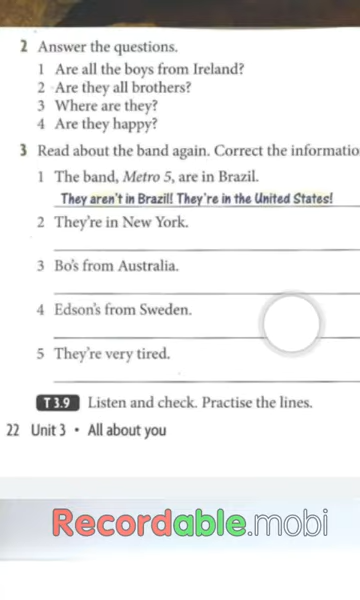 2 Answer the questions.
1 Are all the boys from Ireland?
2 Are they all brothers?
3 Where are they?
4 Are they happy?
3 Read about the band again. Correct the informatio
1 The band, Metro 5, are in Brazil.
They aren't in Brazil! They're in the United States!
2 They're in New York.
3 Bo's from Australia.
4 Edson's from Sweden.
5 They're very tired.
T 3.9 Listen and check. Practise the lines.
22 Unit 3 • All about you
Recordable.mobi